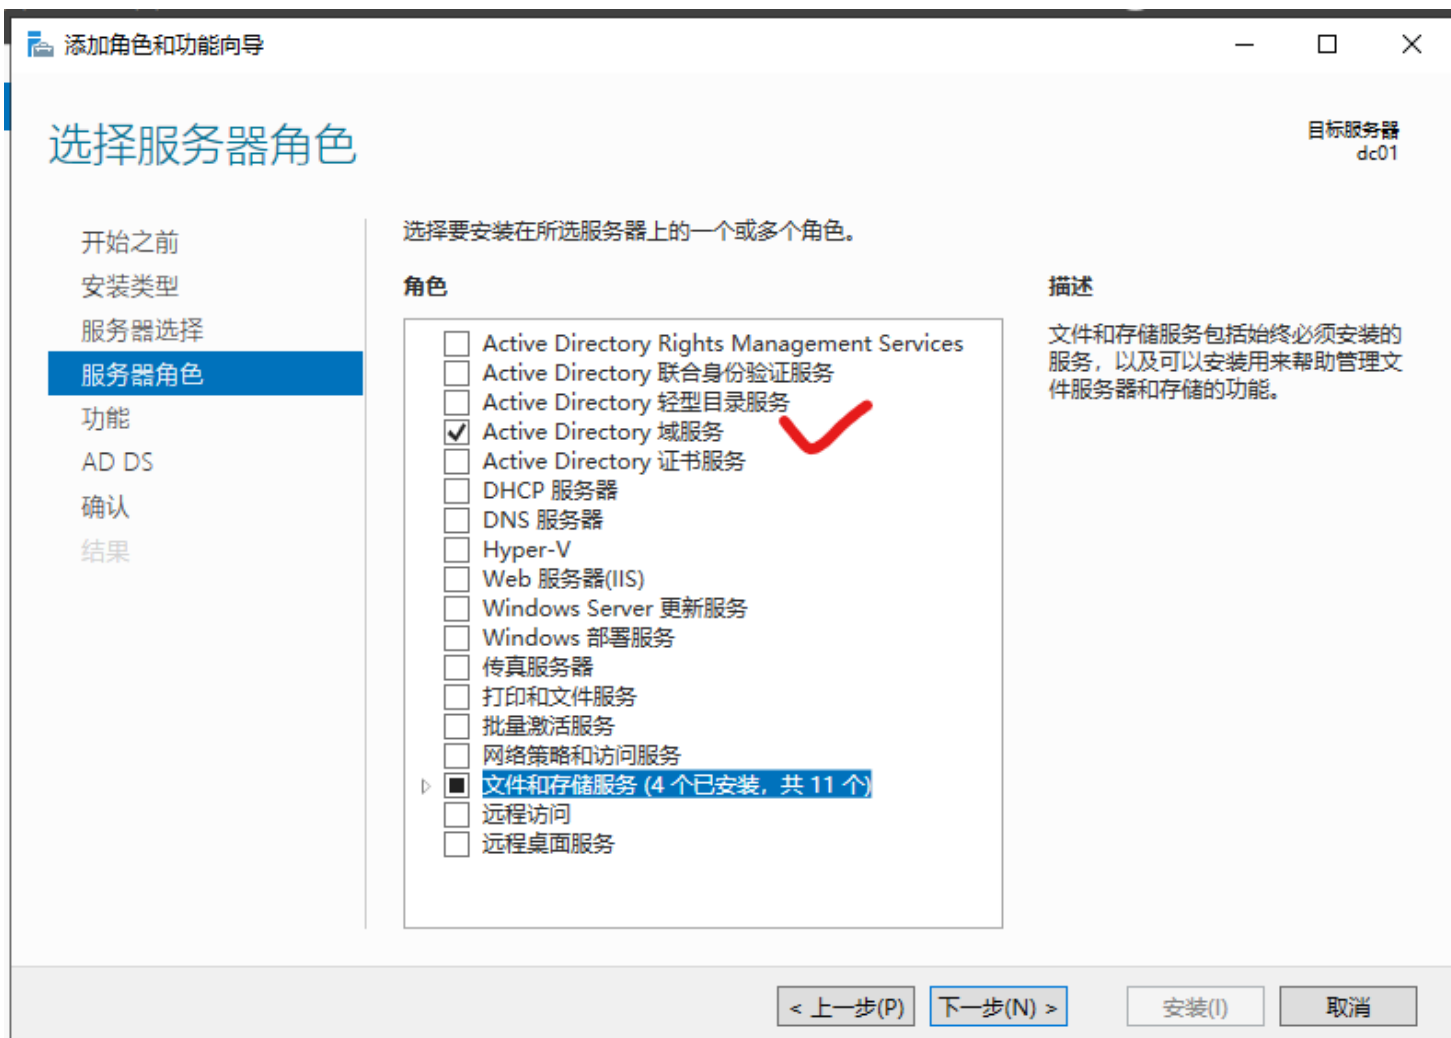 添加角色和功能向导
选择服务器角色
目标服务器
dc01
开始之前
安装类型
服务器选择
服务器角色
功能
AD DS
确认
结果
选择要安装在所选服务器上的一个或多个角色。
角色
Active Directory Rights Management Services
Active Directory 联合身份验证服务
Active Directory 轻型目录服务
Active Directory 域服务
Active Directory 证书服务
DHCP 服务器
DNS 服务器
Hyper-V
Web 服务器(IIS)
Windows Server 更新服务
Windows 部署服务
传真服务器
打印和文件服务
批量激活服务
网络策略和访问服务
文件和存储服务 (4 个已安装，共 11 个)
远程访问
远程桌面服务
描述
文件和存储服务包括始终必须安装的
服务，以及可以安装用来帮助管理文
件服务器和存储的功能。
< 上一步(P)
下一步(N) >
安装(I)
取消